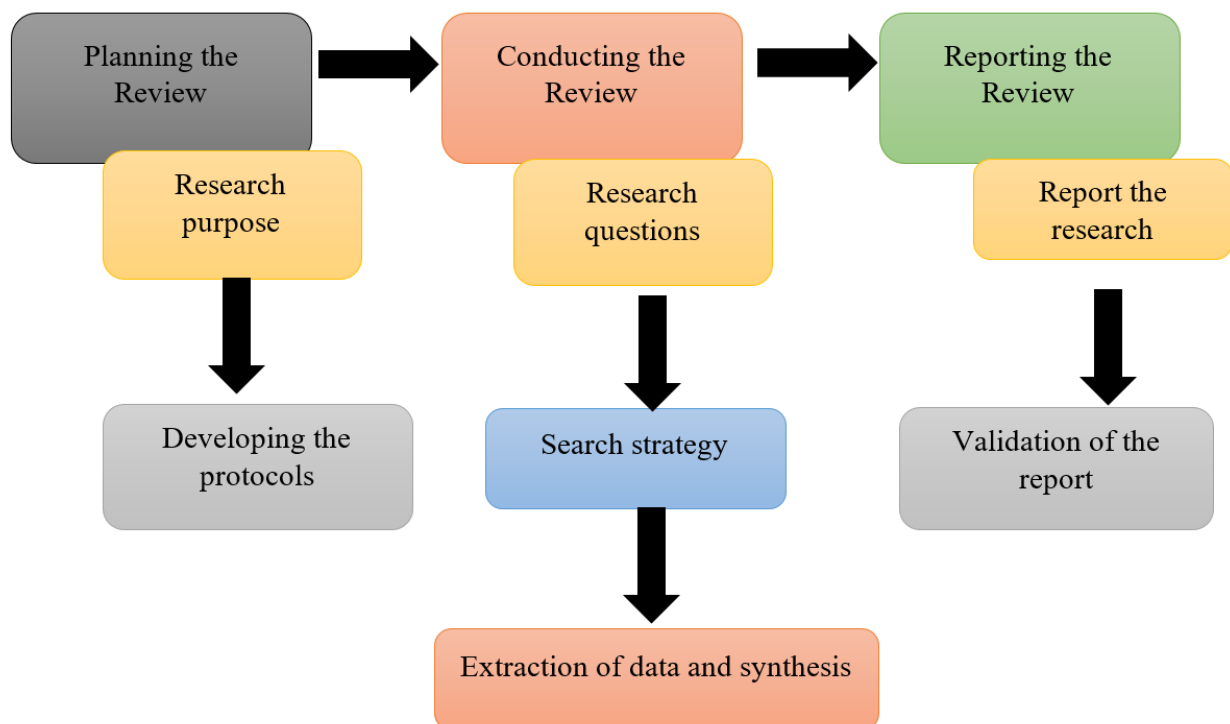 Planning the
Review
Conducting the
Review
Reporting the
Review
Research
purpose
Research
questions
Report the
research
Developing the
protocols
Search strategy
Validation of the
report
Extraction of data and synthesis